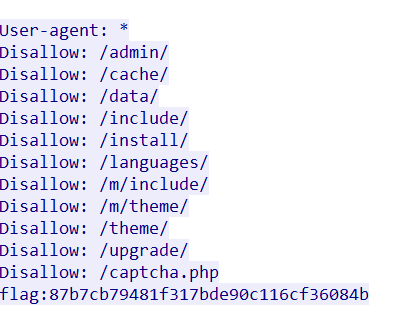 User-agent: *
Disallow: /admin/
Disallow: /cache/
Disallow: /data/
Disallow: /include/
Disallow: /install/
Disallow: /languages/
Disallow: /m/include/
Disallow: /m/theme/
Disallow: /theme/
Disallow: /upgrade/
Disallow: /captcha.php
flag:87b7cb79481f317bde90c116cf36084b